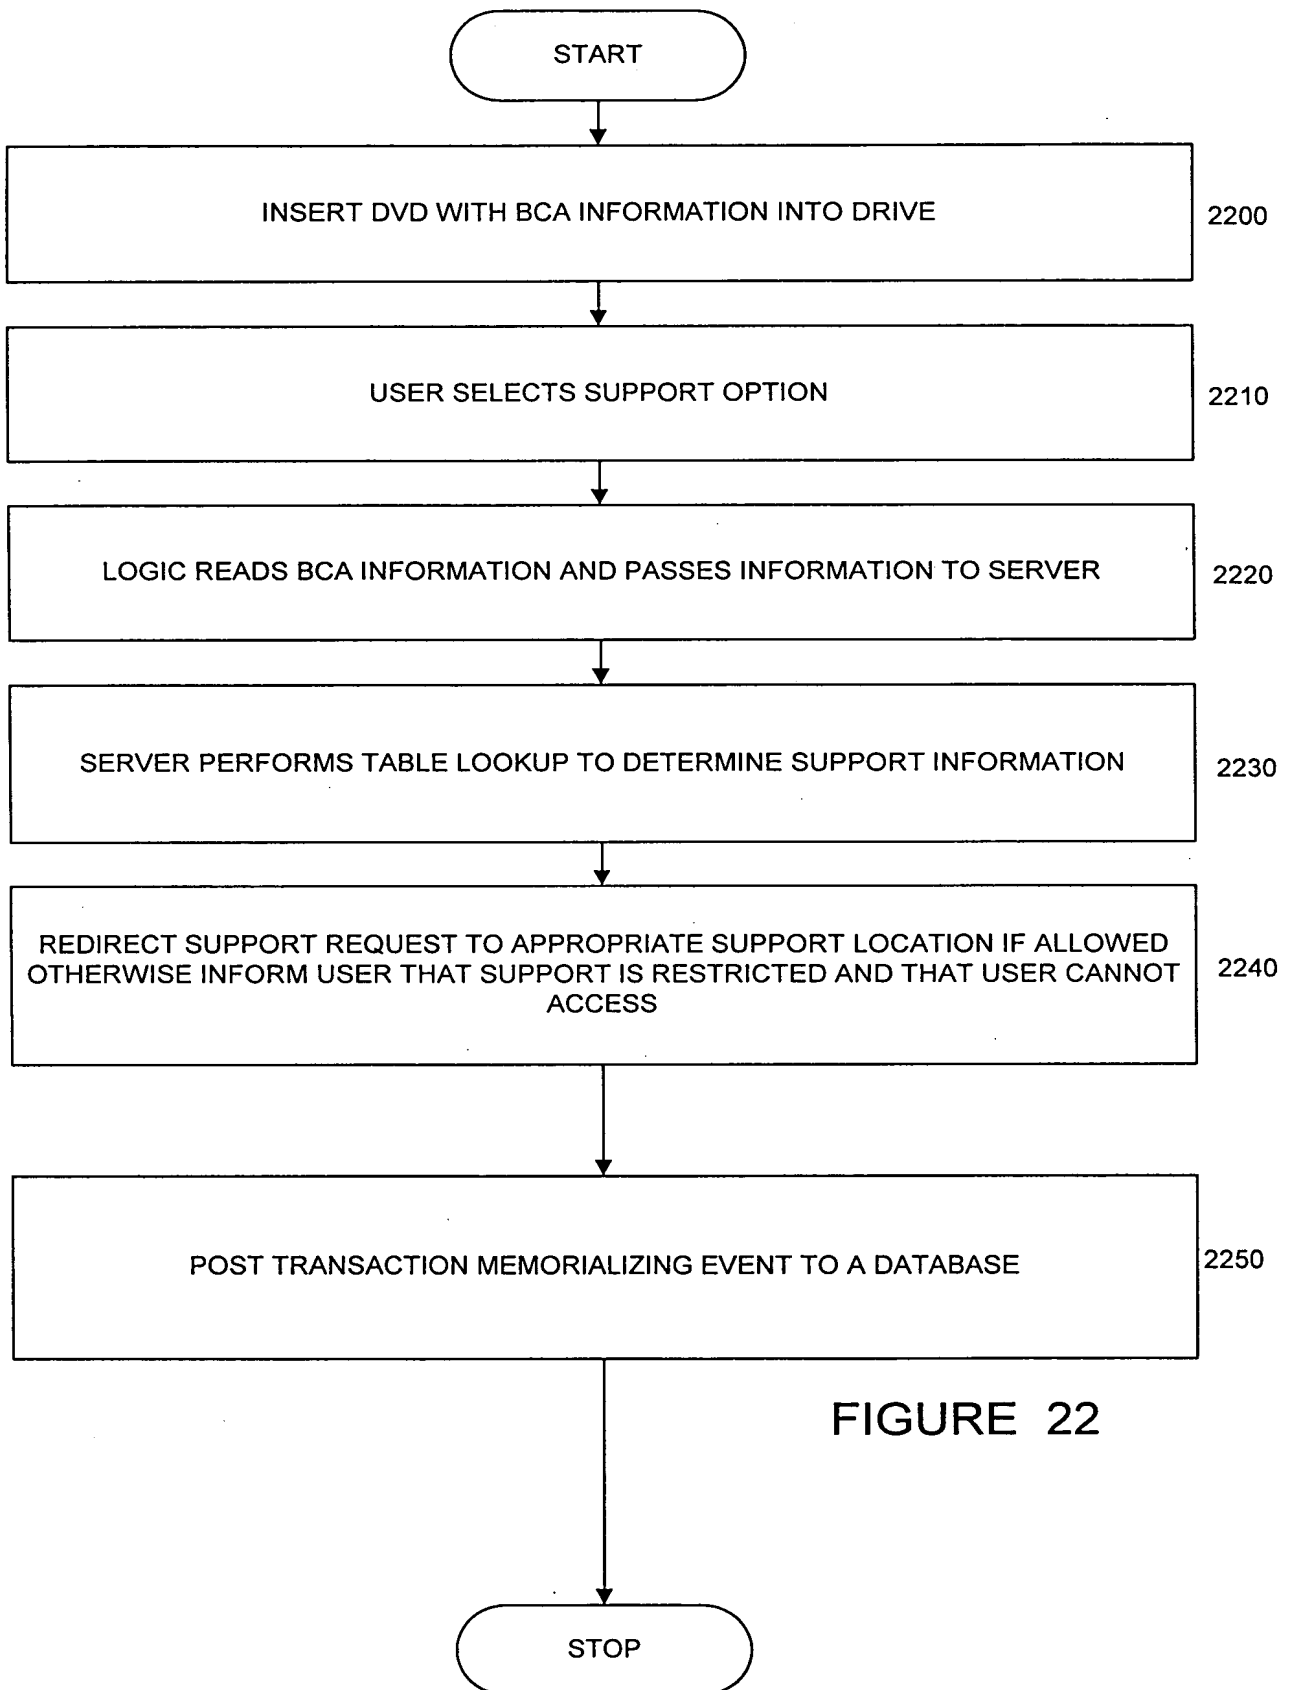 START
INSERT DVD WITH BCA INFORMATION INTO DRIVE
2200
USER SELECTS SUPPORT OPTION
2210
LOGIC READS BCA INFORMATION AND PASSES INFORMATION TO SERVER
2220
SERVER PERFORMS TABLE LOOKUP TO DETERMINE SUPPORT INFORMATION
2230
REDIRECT SUPPORT REQUEST TO APPROPRIATE SUPPORT LOCATION IF ALLOWED
OTHERWISE INFORM USER THAT SUPPORT IS RESTRICTED AND THAT USER CANNOT
ACCESS
2240
POST TRANSACTION MEMORIALIZING EVENT TO A DATABASE
2250
FIGURE 22
STOP